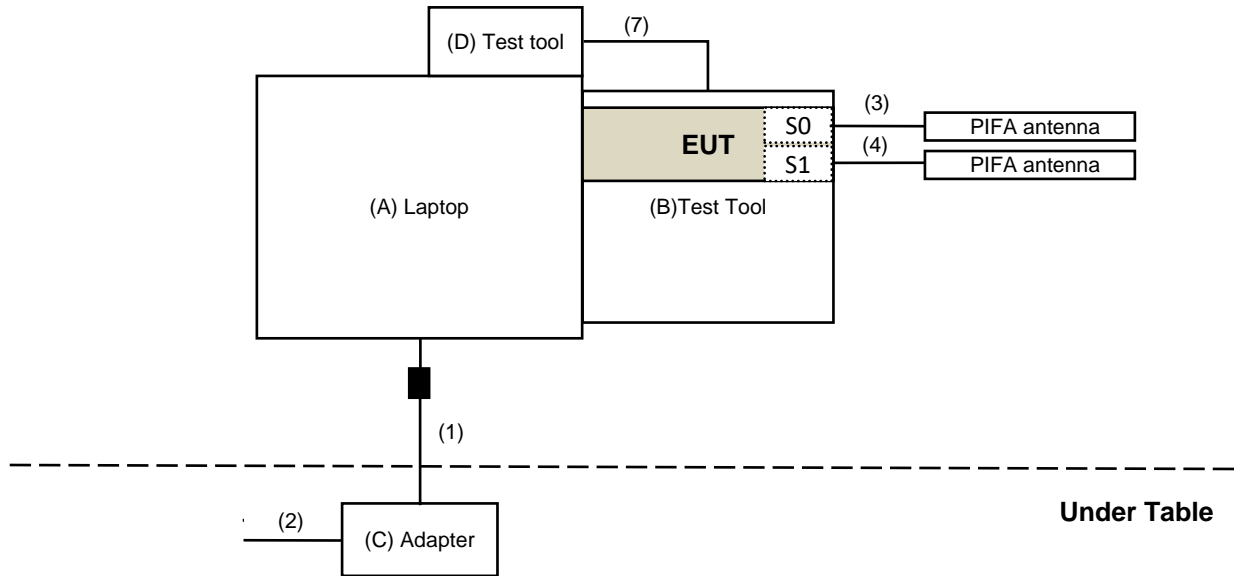 (D) Test tool
(7)
(3)
S0
PIFA antenna
EUT
(4)
S1
PIFA antenna
(A) Laptop
(B)Test Tool
(1)
Under Table
(2)
(C) Adapter